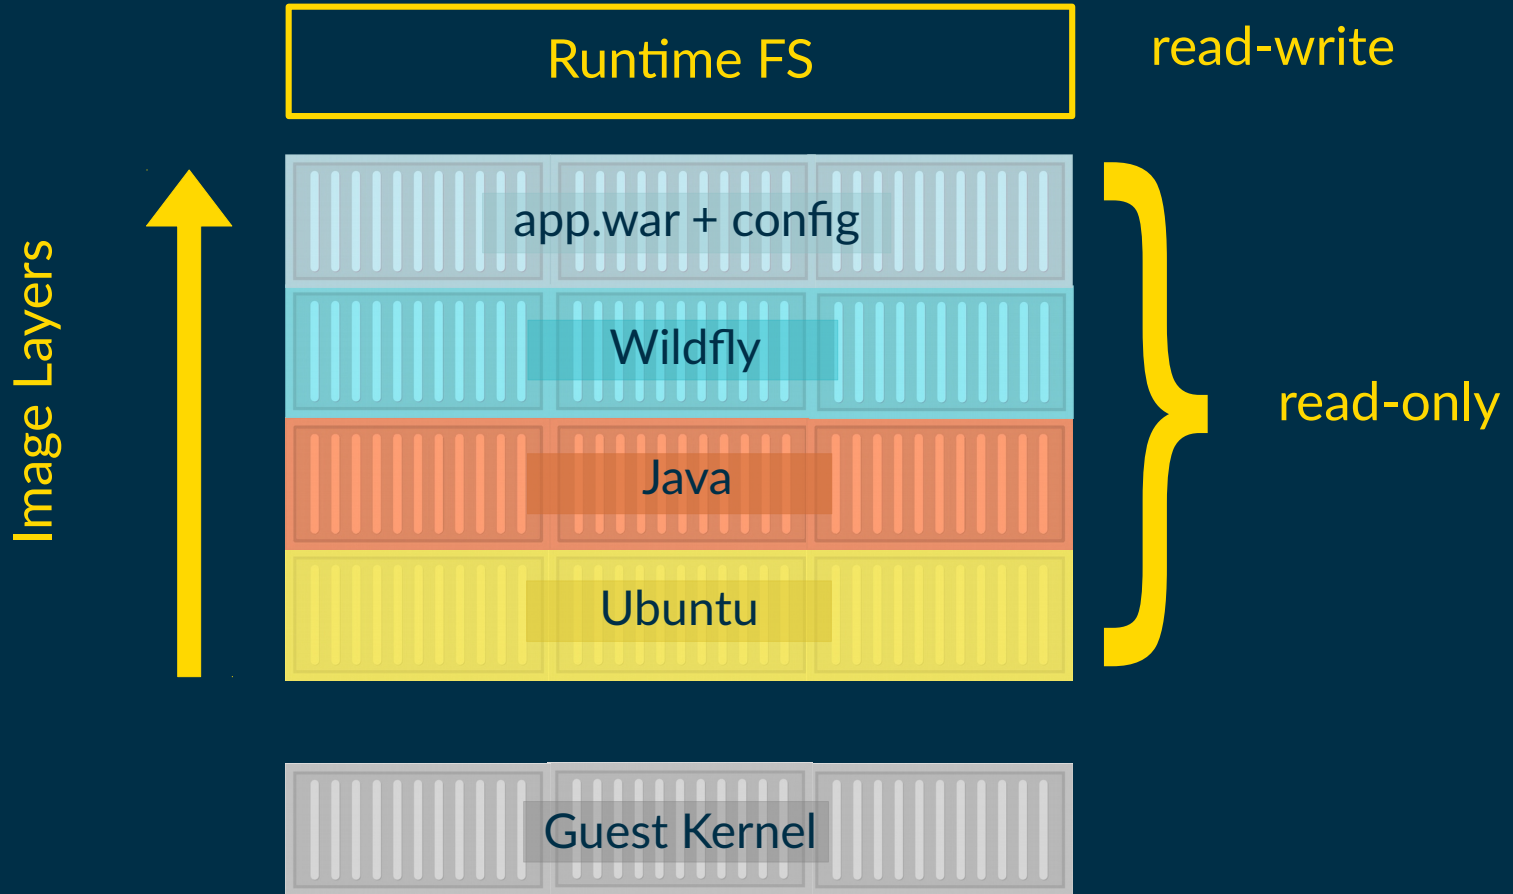 Runtime FS
read-write
Image Layers
app.war + config
Wildfly
read-only
Java
Ubuntu
Guest Kernel